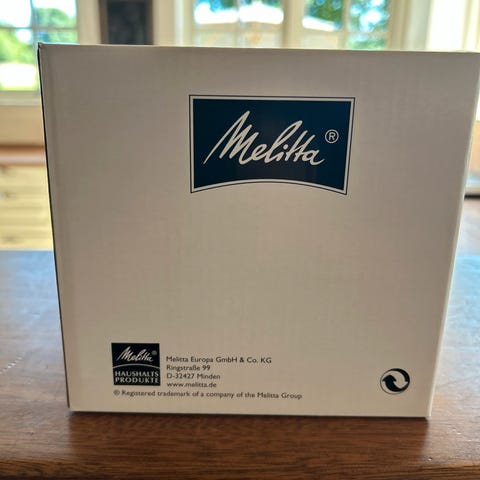 Melitta®
Melitta®
HAUSHALTS
PRODUKTE
Melitta Europa GmbH & Co. KG
Ringstraße 99
D-32427 Minden
www.melitta.de
® Registered trademark of a company of the Melitta Group